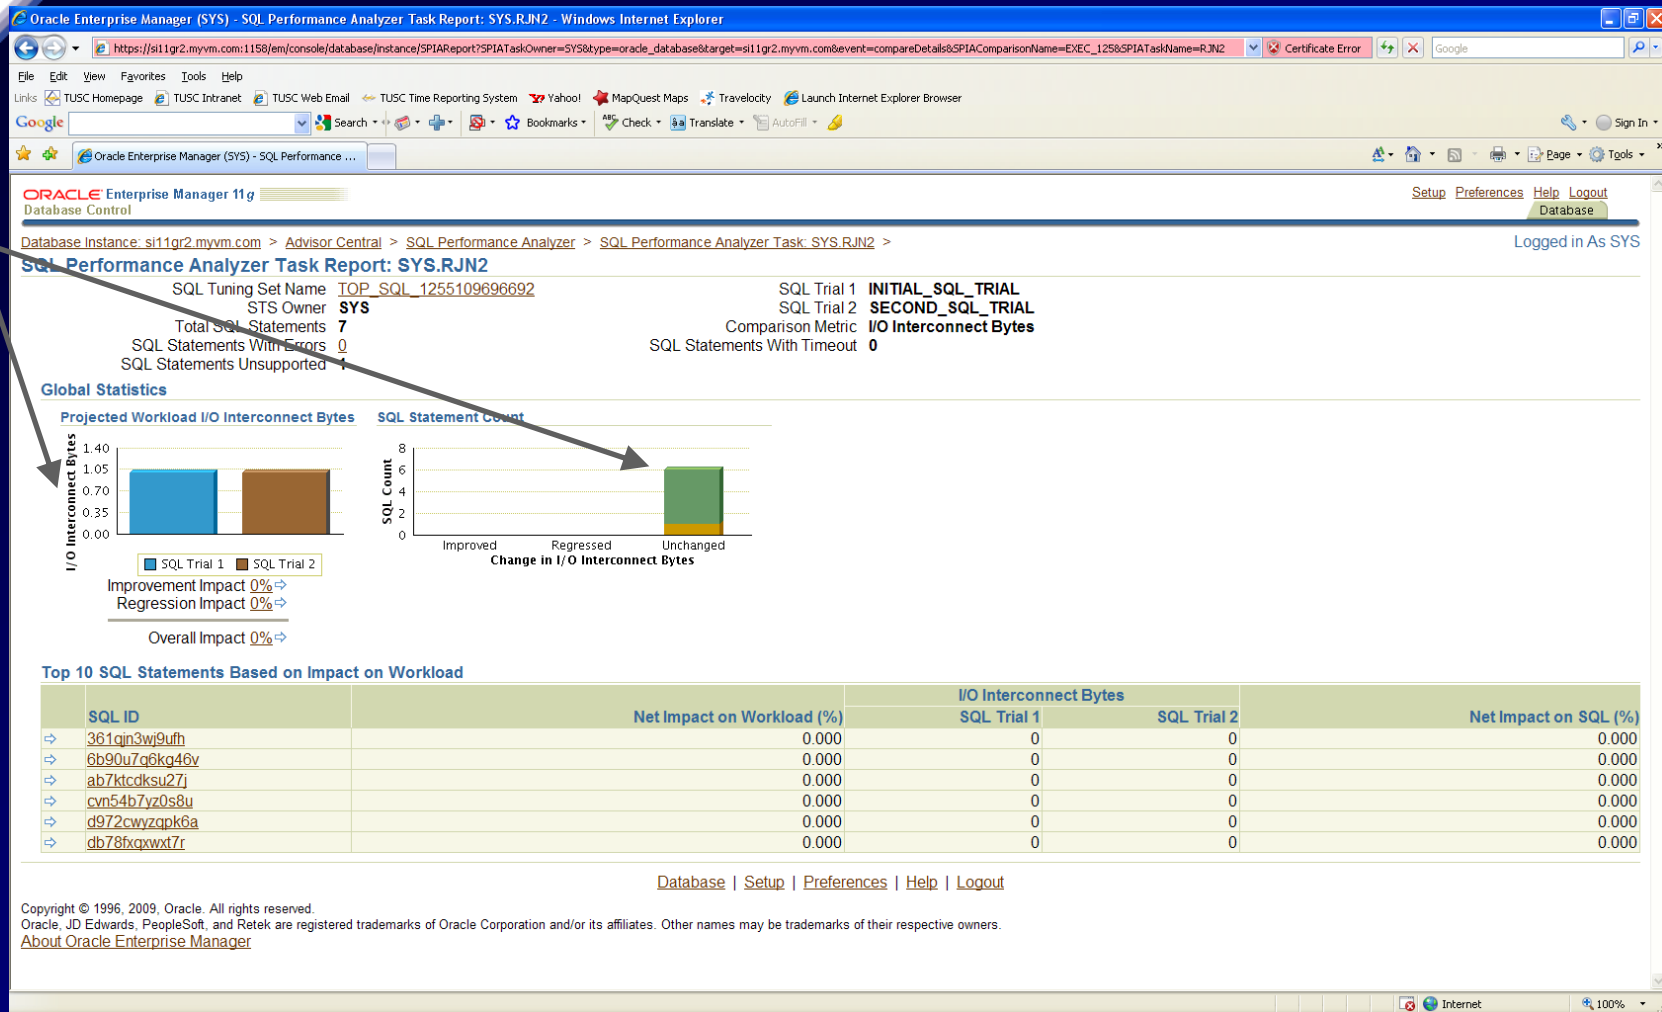 Oracle Enterprise Manager (SYS) - SQL Performance Analyzer Task Report: SYS.RJN2 - Windows Internet Explorer
https://si11gr2.myvm.com:1158/em/console/database/instance/SPIAReport?SPIATaskOwner=SYS&type=oracle_database&target=si11gr2.myvm.com&event=compareDetails&SPIAComparisonName=EXEC_125&SPIATaskName=RJN2 Certificate Error Google
File Edit View Favorites Tools Help
Links TUSC Homepage TUSC Intranet TUSC Web Email TUSC Time Reporting System Yahoo! MapQuest Maps Travelocity Launch Internet Explorer Browser
Google Search Bookmarks Check Translate AutoFill Sign In
Oracle Enterprise Manager (SYS) - SQL Performance ... Page Tools
ORACLE Enterprise Manager 11g Setup Preferences Help Logout
Database Control Database
Database Instance: si11gr2.myvm.com > Advisor Central > SQL Performance Analyzer > SQL Performance Analyzer Task: SYS.RJN2 > Logged in As SYS
SQL Performance Analyzer Task Report: SYS.RJN2
SQL Tuning Set Name TOP_SQL_1255109696692 SQL Trial 1 INITIAL_SQL_TRIAL
STS Owner SYS SQL Trial 2 SECOND_SQL_TRIAL
Total SQL Statements 7 Comparison Metric I/O Interconnect Bytes
SQL Statements With Errors 0 SQL Statements With Timeout 0
SQL Statements Unsupported 1
Global Statistics
Projected Workload I/O Interconnect Bytes SQL Statement Count
I/O Interconnect Bytes
1.40
1.05
0.70
0.35
0.00
SQL Trial 1 SQL Trial 2
SQL Count
8
6
4
2
0
Improved Regressed Unchanged
Change in I/O Interconnect Bytes
Improvement Impact 0%
Regression Impact 0%
Overall Impact 0%
Top 10 SQL Statements Based on Impact on Workload
I/O Interconnect Bytes
SQL ID Net Impact on Workload (%) SQL Trial 1 SQL Trial 2 Net Impact on SQL (%)
361qjn3wj9ufh 0.000 0 0 0.000
6b90u7q6kg46v 0.000 0 0 0.000
ab7ktcdksu27j 0.000 0 0 0.000
cvn54b7yz0s8u 0.000 0 0 0.000
d972cwyzqpk6a 0.000 0 0 0.000
db78fxqxwxt7r 0.000 0 0 0.000
Database | Setup | Preferences | Help | Logout
Copyright © 1996, 2009, Oracle. All rights reserved.
Oracle, JD Edwards, PeopleSoft, and Retek are registered trademarks of Oracle Corporation and/or its affiliates. Other names may be trademarks of their respective owners.
About Oracle Enterprise Manager
Internet 100%